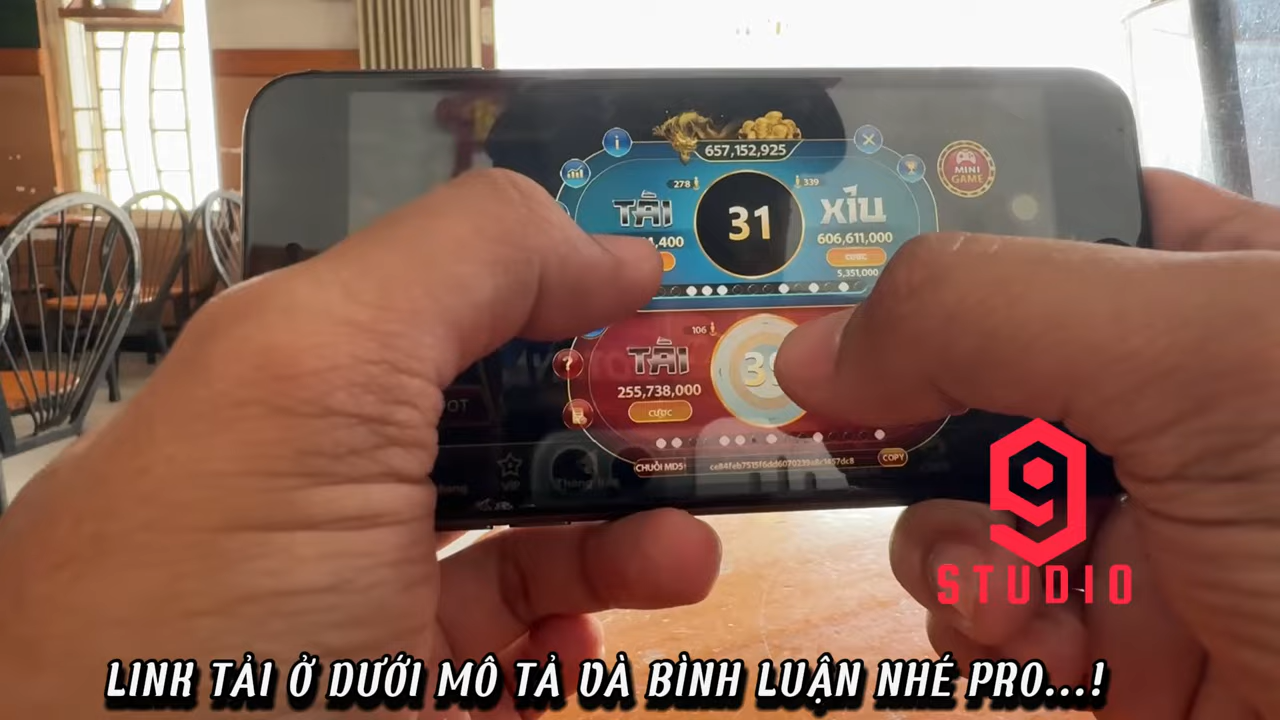 657,152,925
278
339
TÀI
31
XỈU
MINI
GAME
606,611,000
CƯỢC
5,351,000
106
TÀI
255,738,000
CƯỢC
CHUỖI MD5:
COPY
VIP
9
STUDIO
LINK TẢI Ở DƯỚI MÔ TẢ VÀ BÌNH LUẬN NHÉ PRO...!